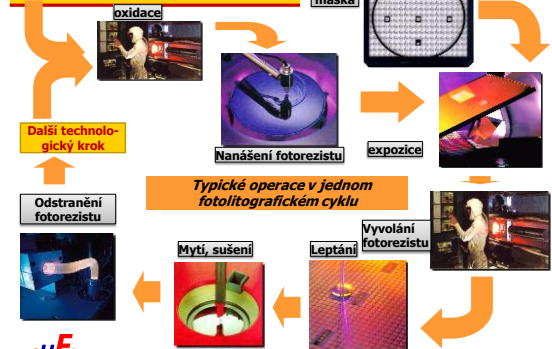 oxidace
maska
Nanášení fotorezistu
expozice
Další technolo-
gický krok
Typické operace v jednom
fotolitografickém cyklu
Odstranění
fotorezistu
Vyvolání
fotorezistu
Mytí, sušení
Leptání